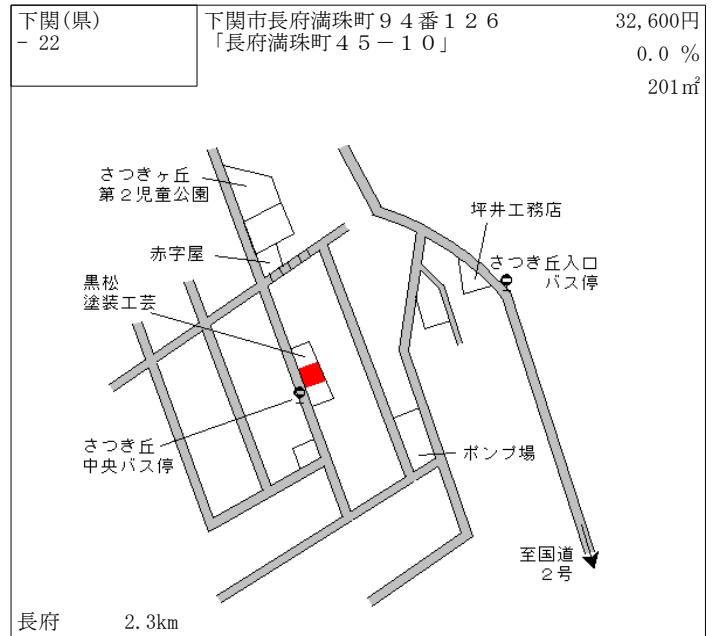 下関(県)
- 22
下関市長府満珠町９４番１２６
「長府満珠町４５－１０」
32,600円
0.0 %
201㎡
さつきヶ丘
第２児童公園
坪井工務店
赤字屋
さつき丘入口
バス停
黒松
塗装工芸
さつき丘
中央バス停
ポンプ場
至国道
２号
長府 2.3km